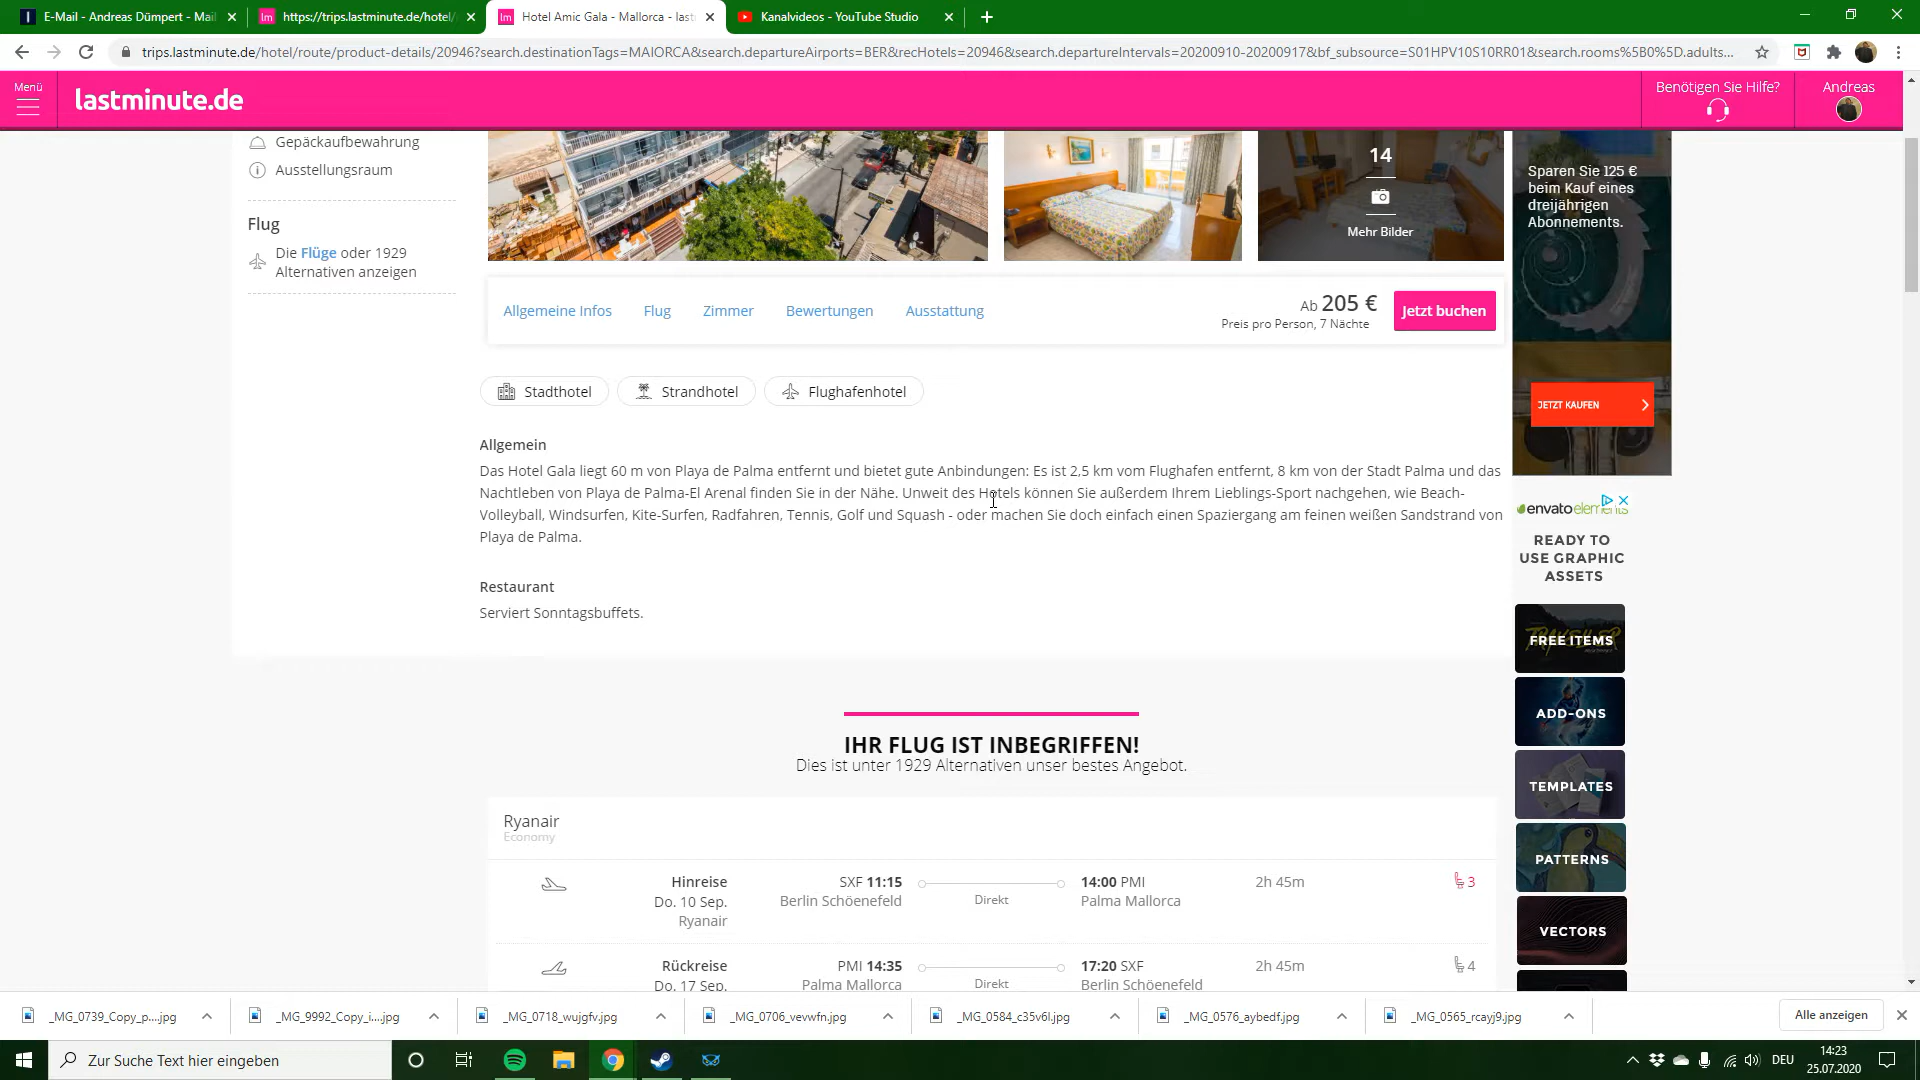 E-Mail - Andreas Dümpert - Mail
https://trips.lastminute.de/hotel/
Hotel Amic Gala - Mallorca - last
Kanalvideos - YouTube Studio
trips.lastminute.de/hotel/route/product-details/20946?search.destinationTags=MAIORCA&search.departureAirports=BER&recHotels=20946&search.departureIntervals=20200910-20200917&bf_subsource=S01HPV10S10RR01&search.rooms%5B0%5D.adults...
Menü
lastminute.de
Benötigen Sie Hilfe?
Andreas
Gepäckaufbewahrung
Ausstellungsraum
Flug
Die Flüge oder 1929
Alternativen anzeigen
14
Mehr Bilder
Sparen Sie 125 €
beim Kauf eines
dreijährigen
Abonnements.
JETZT KAUFEN
Allgemeine Infos
Flug
Zimmer
Bewertungen
Ausstattung
Ab 205 €
Preis pro Person, 7 Nächte
Jetzt buchen
Stadthotel
Strandhotel
Flughafenhotel
Allgemein
Das Hotel Gala liegt 60 m von Playa de Palma entfernt und bietet gute Anbindungen: Es ist 2,5 km vom Flughafen entfernt, 8 km von der Stadt Palma und das
Nachtleben von Playa de Palma-El Arenal finden Sie in der Nähe. Unweit des Hotels können Sie außerdem Ihrem Lieblings-Sport nachgehen, wie Beach-
Volleyball, Windsurfen, Kite-Surfen, Radfahren, Tennis, Golf und Squash - oder machen Sie doch einfach einen Spaziergang am feinen weißen Sandstrand von
Playa de Palma.
Restaurant
Serviert Sonntagsbuffets.
envato elements
READY TO
USE GRAPHIC
ASSETS
FREE ITEMS
ADD-ONS
TEMPLATES
PATTERNS
VECTORS
IHR FLUG IST INBEGRIFFEN!
Dies ist unter 1929 Alternativen unser bestes Angebot.
Ryanair
Economy
Hinreise
Do. 10 Sep.
Ryanair
SXF 11:15
Berlin Schöenefeld
Direkt
14:00 PMI
Palma Mallorca
2h 45m
3
Rückreise
Do. 17 Sep.
PMI 14:35
Palma Mallorca
Direkt
17:20 SXF
Berlin Schöenefeld
2h 45m
4
_MG_0739_Copy_p....jpg
_MG_9992_Copy_i....jpg
_MG_0718_wujgfv.jpg
_MG_0706_vevwfn.jpg
_MG_0584_c35v6l.jpg
_MG_0576_aybedf.jpg
_MG_0565_rcayj9.jpg
Alle anzeigen
Zur Suche Text hier eingeben
DEU
14:23
25.07.2020